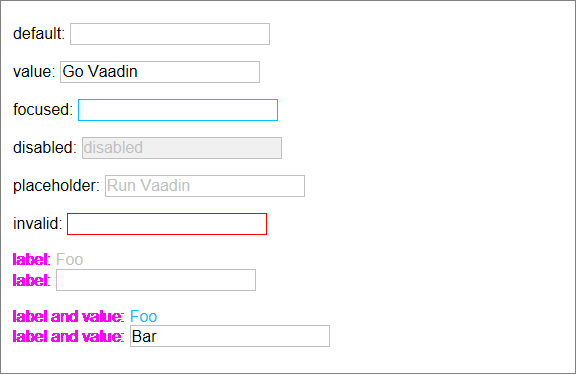 default:
value: Go Vaadin
focused:
disabled: disabled
placeholder: Run Vaadin
invalid:
label: Foo
label:
label and value: Foo
label and value: Bar